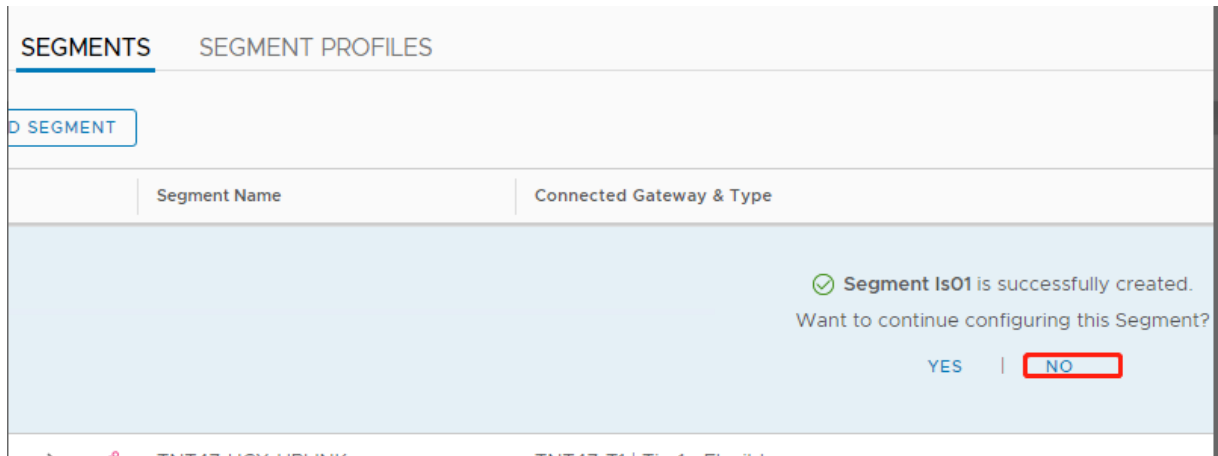 SEGMENTS SEGMENT PROFILES
D SEGMENT
Segment Name Connected Gateway & Type
Segment ls01 is successfully created.
Want to continue configuring this Segment?
YES | NO